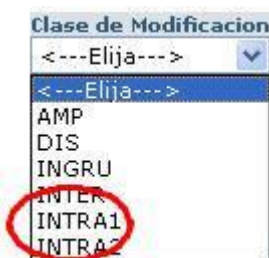 Clase de Modificacion
<---Elija--->
<---Elija--->
AMP
DIS
INGRU
INTER
INTRA1
INTRA2